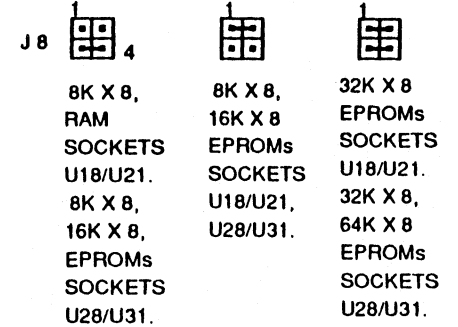 1
J8
4
8K X 8,
RAM
SOCKETS
U18/U21.
8K X 8,
16K X 8
EPROMs
SOCKETS
U28/U31.
1
8K X 8,
16K X 8
EPROMs
SOCKETS
U18/U21,
U28/U31.
1
32K X 8
EPROMs
SOCKETS
U18/U21.
32K X 8,
64K X 8
EPROMs
SOCKETS
U28/U31.